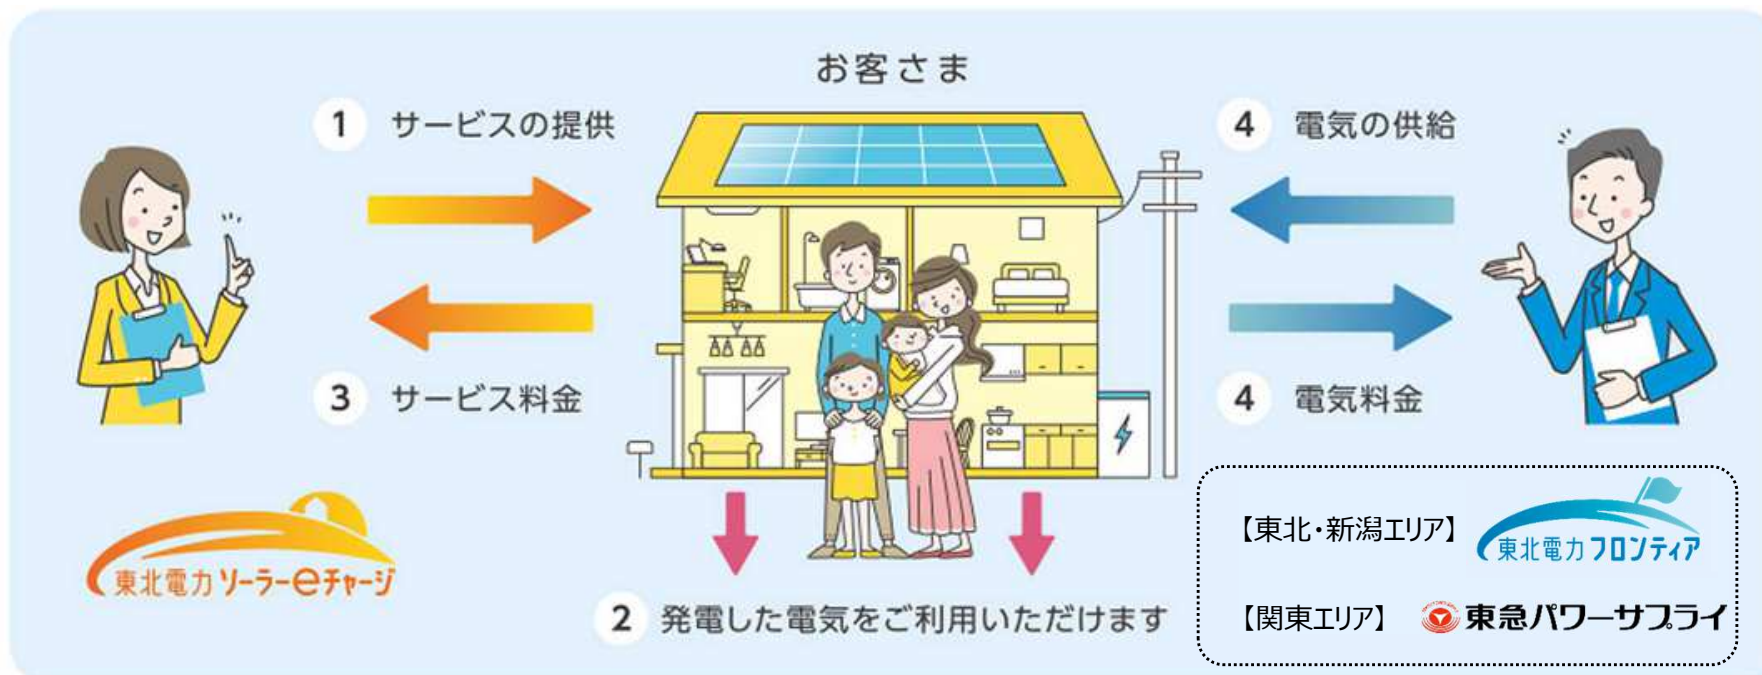 お客さま
1 サービスの提供
3 サービス料金
4 電気の供給
4 電気料金
2 発電した電気をご利用いただけます
東北電力 ソーラーeチャージ
【東北・新潟エリア】 東北電力 フロンティア
【関東エリア】 東急パワーサプライ